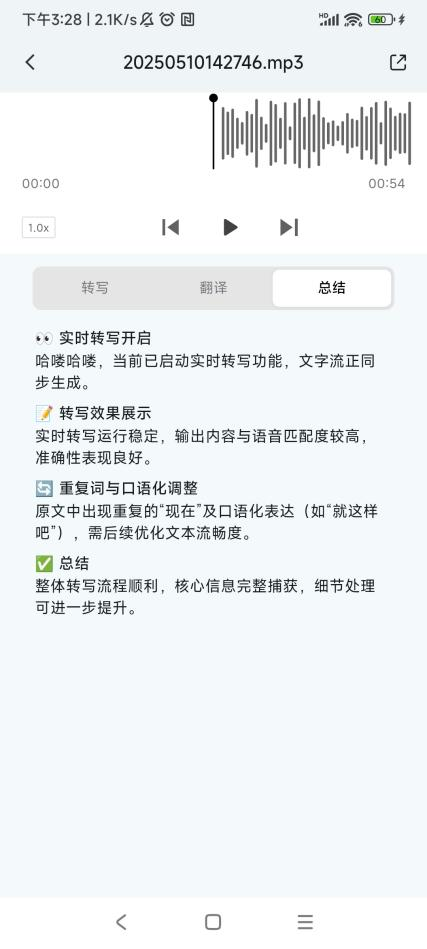 下午3:28 | 2.1K/s
HD 60
20250510142746.mp3
00:00
00:54
1.0x
转写
翻译
总结
👀 实时转写开启
哈喽哈喽，当前已启动实时转写功能，文字流正同
步生成。
📝 转写效果展示
实时转写运行稳定，输出内容与语音匹配度较高，
准确性表现良好。
🔄 重复词与口语化调整
原文中出现重复的“现在”及口语化表达（如“就这样
吧”），需后续优化文本流畅度。
✅ 总结
整体转写流程顺利，核心信息完整捕获，细节处理
可进一步提升。